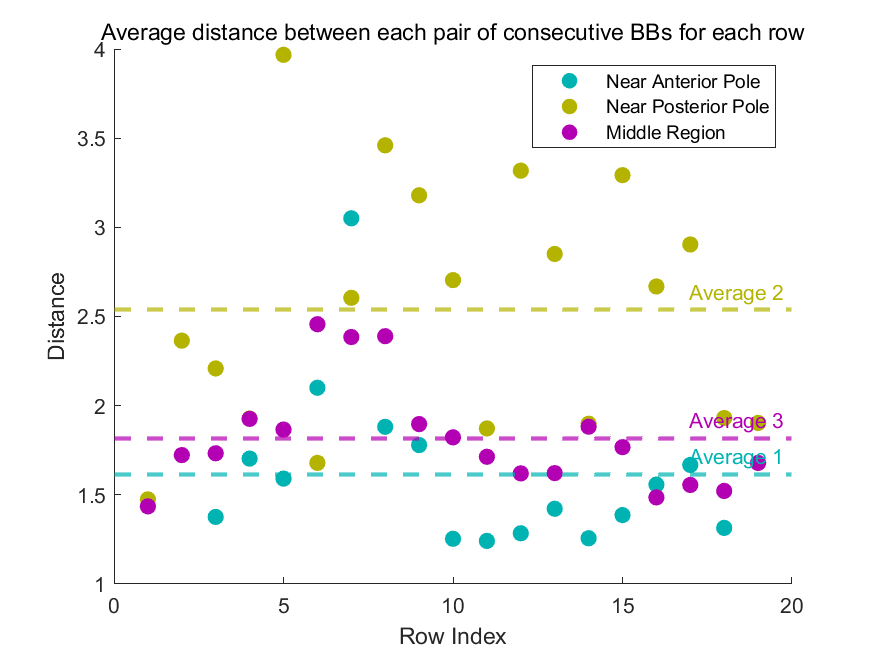 Average distance between each pair of consecutive BBs for each row
Near Anterior Pole
Near Posterior Pole
Middle Region
4
3.5
3
2.5
2
1.5
1
Distance
Average 2
Average 3
Average 1
0
5
10
15
20
Row Index